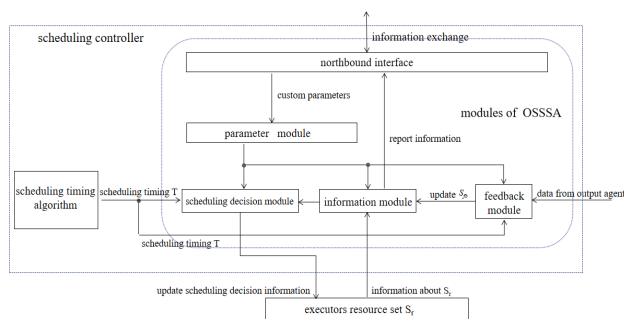 scheduling controller
information exchange
northbound interface
custom parameters
modules of OSSSA
parameter module
report information
scheduling timing
algorithm
scheduling timing T
scheduling decision module
information module
update
feedback
module
data from output agent
scheduling timing T
update scheduling decision information
information about Sr
executors resource set Sr